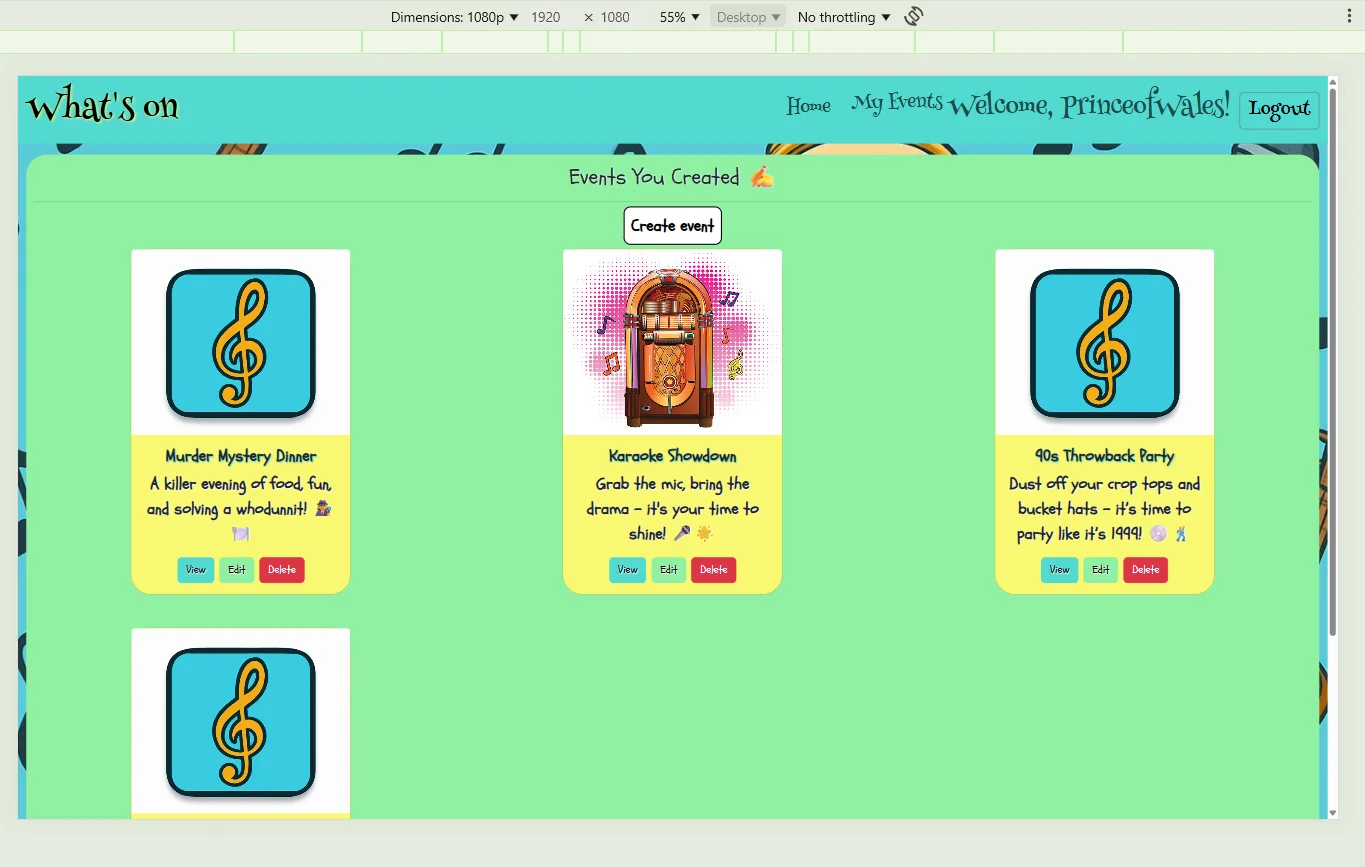 Dimensions: 1080p ▼ 1920 × 1080 55% ▼ Desktop ▼ No throttling ▼
What's on
Home My Events Welcome, PrinceofWales! Logout
Events You Created ✍️
Create event
Murder Mystery Dinner
A killer evening of food, fun,
and solving a whodunnit! 🕵️
🍽️
View Edit Delete
Karaoke Showdown
Grab the mic, bring the
drama – it's your time to
shine! 🎤 🌟
View Edit Delete
90s Throwback Party
Dust off your crop tops and
bucket hats – it's time to
party like it's 1999! 💿 🕺
View Edit Delete